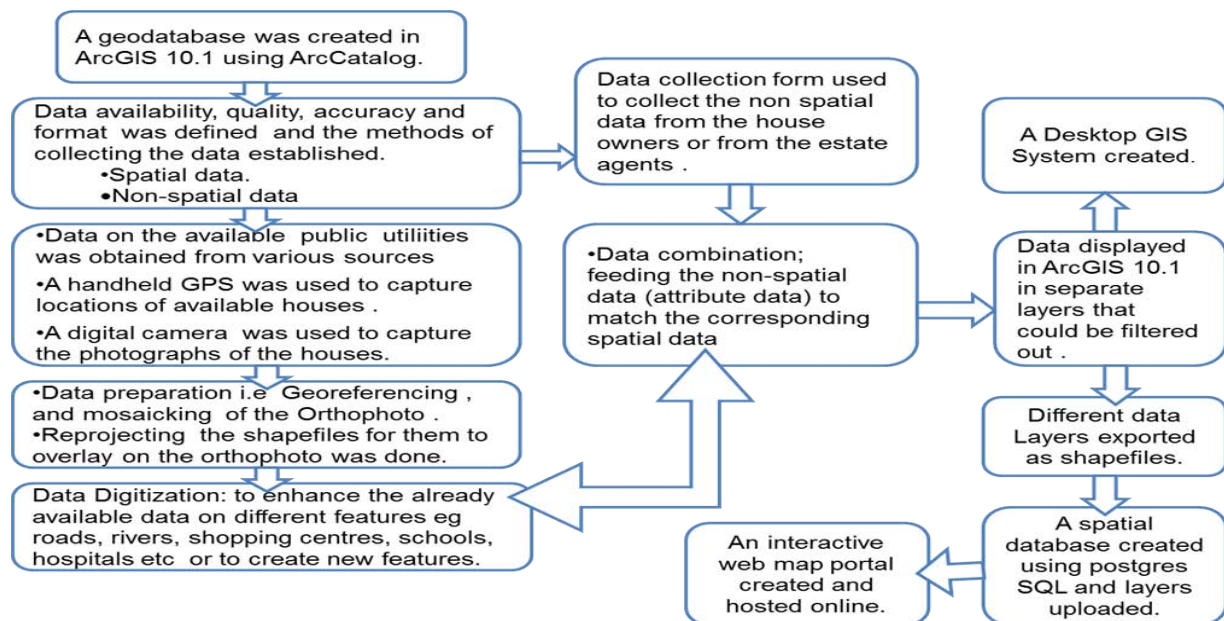 A geodatabase was created in
ArcGIS 10.1 using ArcCatalog.
Data availability, quality, accuracy and
format was defined and the methods of
collecting the data established.
•Spatial data.
•Non-spatial data
•Data on the available public utiliities
was obtained from various sources
•A handheld GPS was used to capture
locations of available houses .
•A digital camera was used to capture
the photographs of the houses.
•Data preparation i.e Georeferencing ,
and mosaicking of the Orthophoto .
•Reprojecting the shapefiles for them to
overlay on the orthophoto was done.
Data Digitization: to enhance the already
available data on different features eg
roads, rivers, shopping centres, schools,
hospitals etc or to create new features.
Data collection form used
to collect the non spatial
data from the house
owners or from the estate
agents .
•Data combination;
feeding the non-spatial
data (attribute data) to
match the corresponding
spatial data
A Desktop GIS
System created.
Data displayed
in ArcGIS 10.1
in separate
layers that
could be filtered
out .
Different data
Layers exported
as shapefiles.
A spatial
database created
using postgres
SQL and layers
uploaded.
An interactive
web map portal
created and
hosted online.